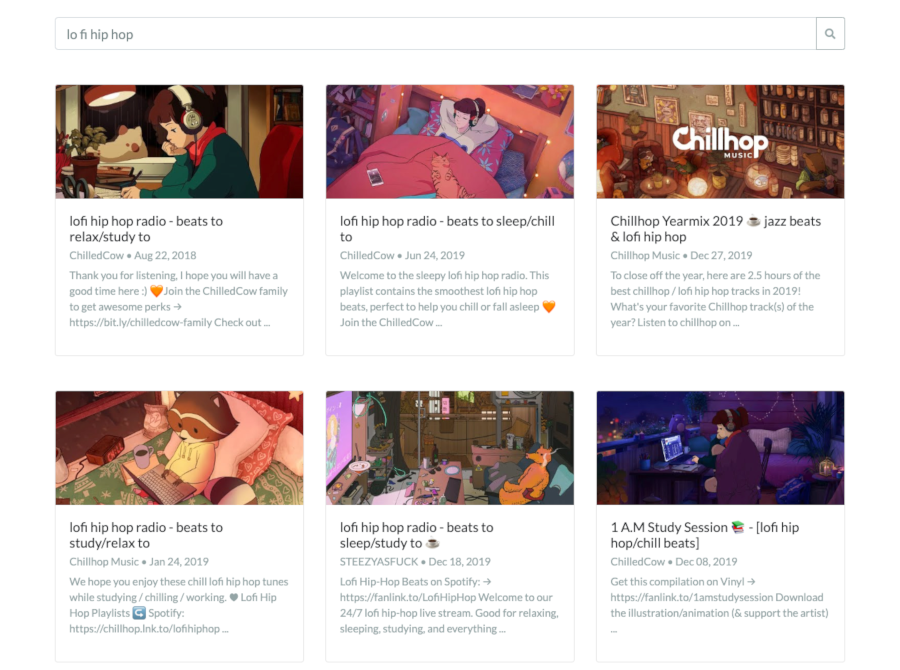 lo fi hip hop
Chillhop
MUSIC
lofi hip hop radio - beats to
relax/study to
ChilledCow • Aug 22, 2018
Thank you for listening, I hope you will have a
good time here :) 🧡Join the ChilledCow family
to get awesome perks →
https://bit.ly/chilledcow-family Check out ...
lofi hip hop radio - beats to sleep/chill
to
ChilledCow • Jun 24, 2019
Welcome to the sleepy lofi hip hop radio. This
playlist contains the smoothest lofi hip hop
beats, perfect to help you chill or fall asleep 🧡
Join the ChilledCow ...
Chillhop Yearmix 2019 ☕ jazz beats
& lofi hip hop
Chillhop Music • Dec 27, 2019
To close off the year, here are 2.5 hours of the
best chillhop / lofi hip hop tracks in 2019!
What's your favorite Chillhop track(s) of the
year? Listen to chillhop on ...
lofi hip hop radio - beats to
study/relax to
Chillhop Music • Jan 24, 2019
We hope you enjoy these chill lofi hip hop tunes
while studying / chilling / working. ♥ Lofi Hip
Hop Playlists ↪️ Spotify:
https://chillhop.lnk.to/lofihiphop ...
lofi hip hop radio - beats to
sleep/study to ☕
STEEZYASFUCK • Dec 18, 2019
Lofi Hip-Hop Beats on Spotify: →
https://fanlink.to/LofiHipHop Welcome to our
24/7 lofi hip-hop live stream. Good for relaxing,
sleeping, studying, and everything ...
1 A.M Study Session 📚 - [lofi hip
hop/chill beats]
ChilledCow • Dec 08, 2019
Get this compilation on Vinyl →
https://fanlink.to/1amstudysession Download
the illustration/animation (& support the artist)
...